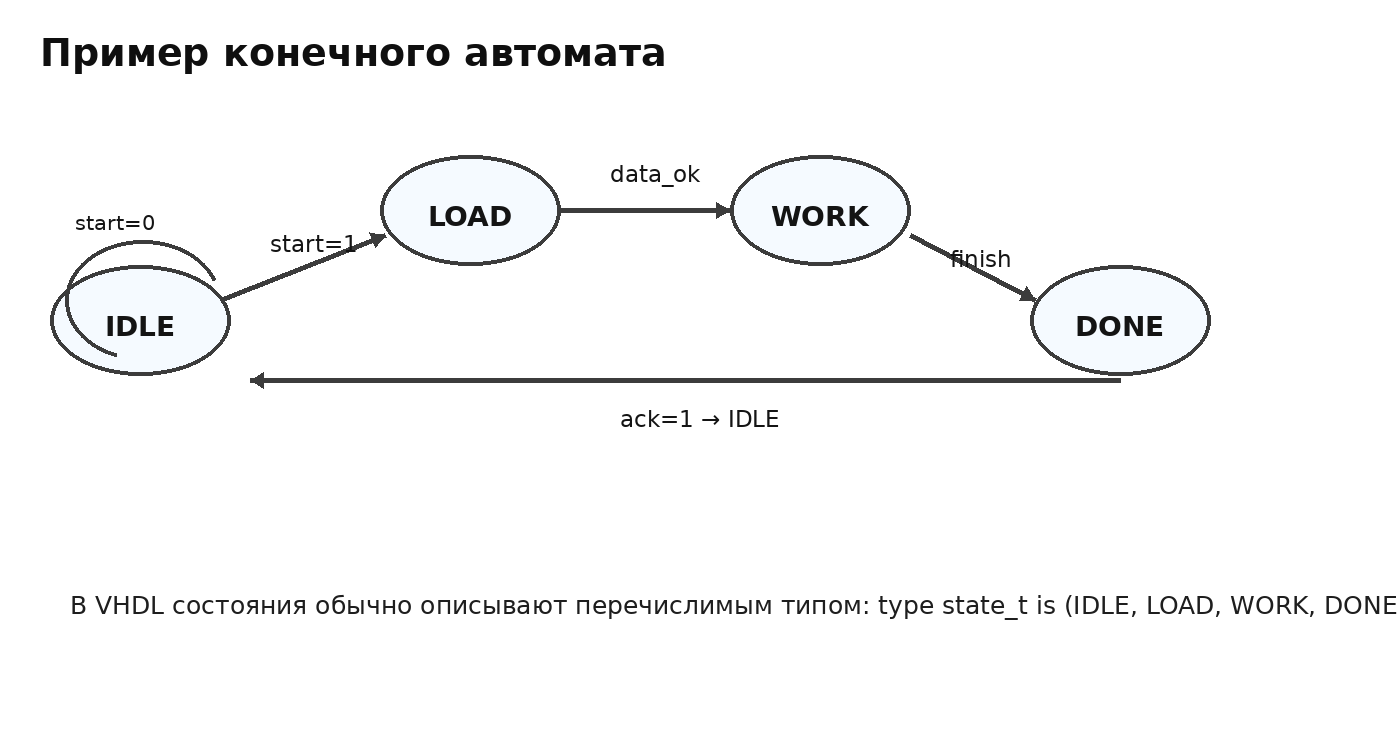 Пример конечного автомата
data_ok
start=0
start=1
LOAD
WORK
finish
IDLE
DONE
ack=1 → IDLE
В VHDL состояния обычно описывают перечислимым типом: type state_t is (IDLE, LOAD, WORK, DONE